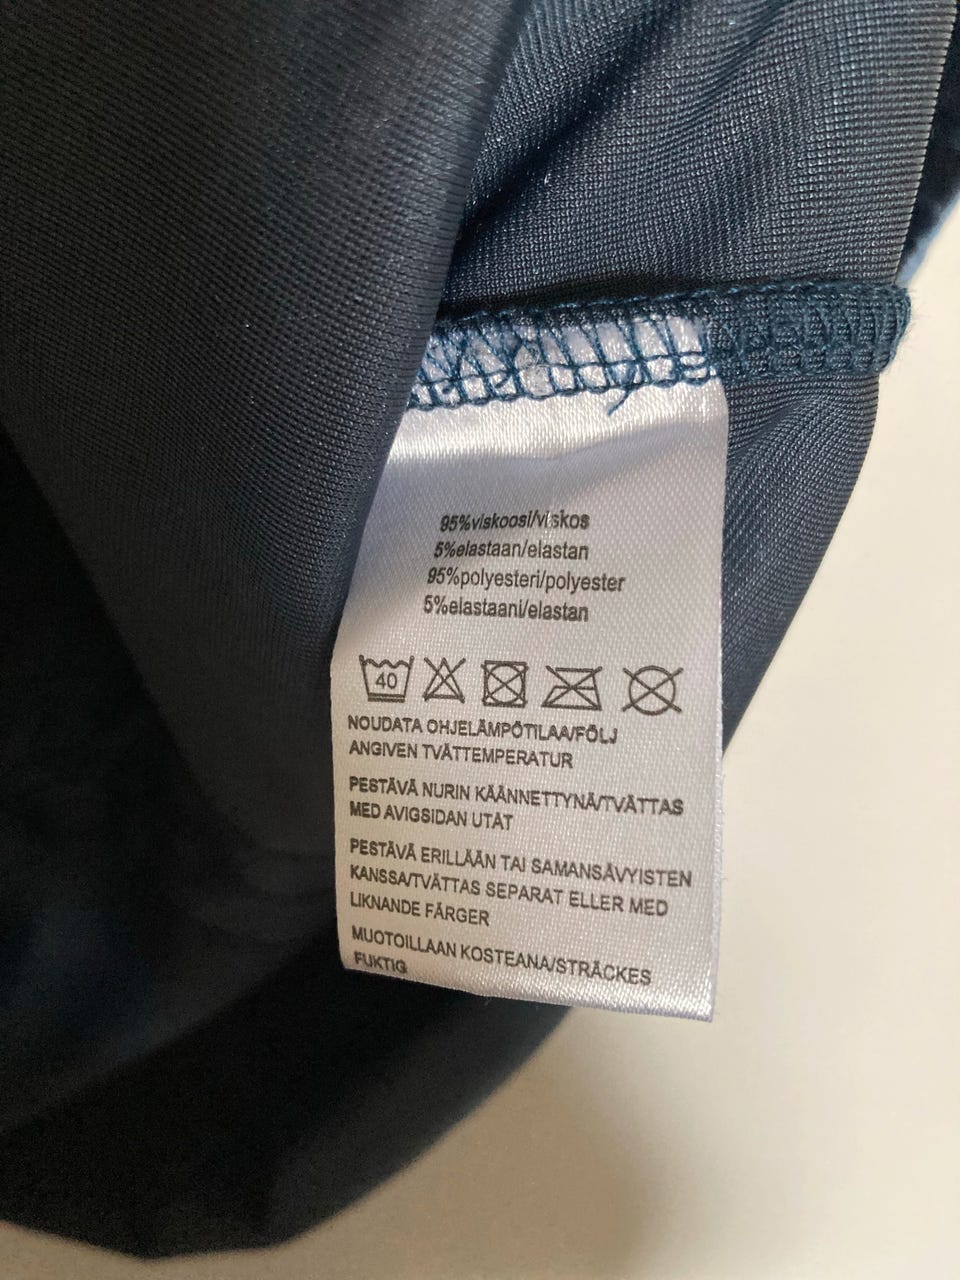 95%viskoosi/viskos
5%elastaan/elastan
95%polyesteri/polyester
5%elastaani/elastan
40
NOUDATA OHJELÄMPÖTILAA/FÖLJ
ANGIVEN TVÄTTEMPERATUR
PESTÄVÄ NURIN KÄÄNNETTYNÄ/TVÄTTAS
MED AVIGSIDAN UTÅT
PESTÄVÄ ERILLÄÄN TAI SAMANSÄVYISTEN
KANSSA/TVÄTTAS SEPARAT ELLER MED
LIKNANDE FÄRGER
MUOTOILLAAN KOSTEANA/STRÄCKES
FUKTIG